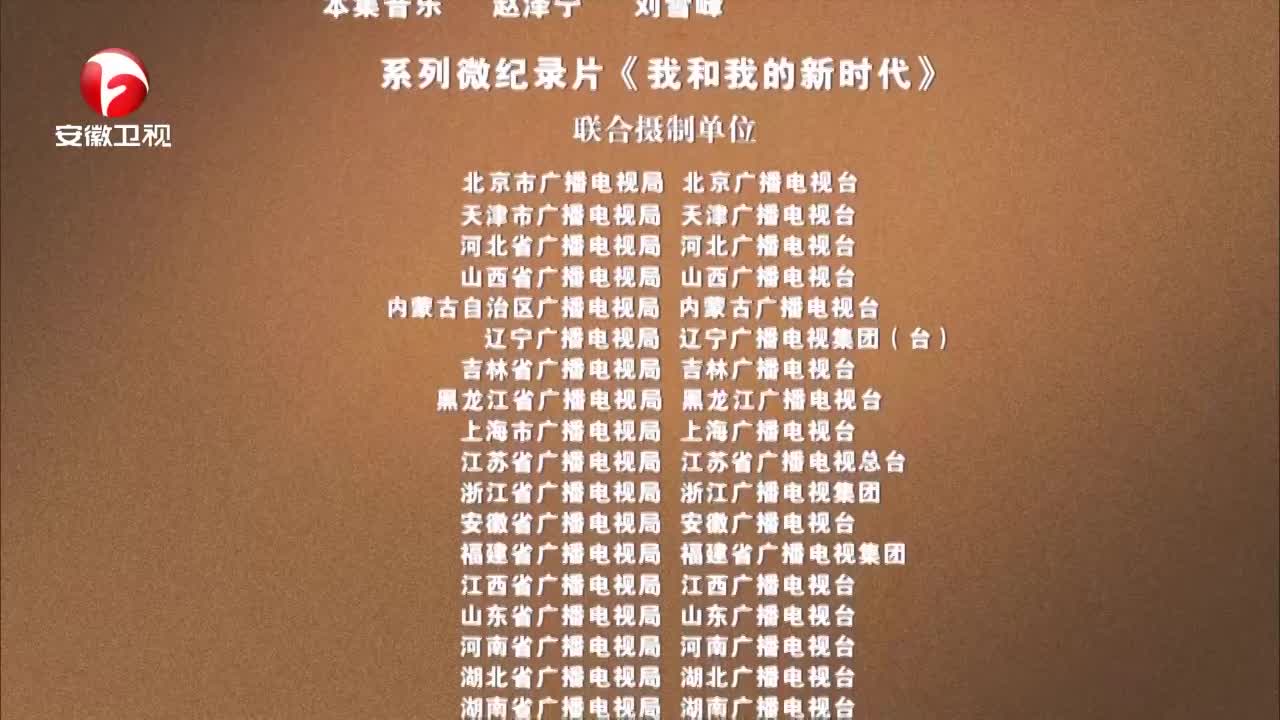 本集音乐 赵泽宁 刘雪峰
系列微纪录片《我和我的新时代》
安徽卫视
联合摄制单位
北京市广播电视局 北京广播电视台
天津市广播电视局 天津广播电视台
河北省广播电视局 河北广播电视台
山西省广播电视局 山西广播电视台
内蒙古自治区广播电视局 内蒙古广播电视台
辽宁广播电视局 辽宁广播电视集团（台）
吉林省广播电视局 吉林广播电视台
黑龙江省广播电视局 黑龙江广播电视台
上海市广播电视局 上海广播电视台
江苏省广播电视局 江苏省广播电视总台
浙江省广播电视局 浙江广播电视集团
安徽省广播电视局 安徽广播电视台
福建省广播电视局 福建省广播电视集团
江西省广播电视局 江西广播电视台
山东省广播电视局 山东广播电视台
河南省广播电视局 河南广播电视台
湖北省广播电视局 湖北广播电视台
湖南省广播电视局 湖南广播电视台